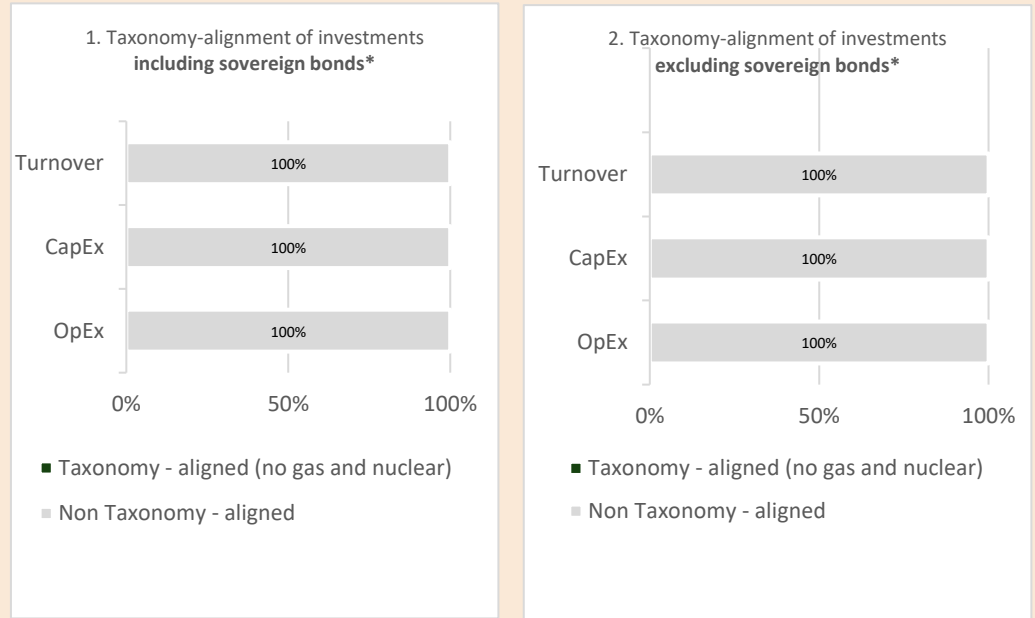 1. Taxonomy-alignment of investments
including sovereign bonds*
Turnover
100%
CapEx
100%
OpEx
100%
0%
50%
100%
Taxonomy - aligned (no gas and nuclear)
Non Taxonomy - aligned
2. Taxonomy-alignment of investments
excluding sovereign bonds*
Turnover
100%
CapEx
100%
OpEx
100%
0%
50%
100%
Taxonomy - aligned (no gas and nuclear)
Non Taxonomy - aligned